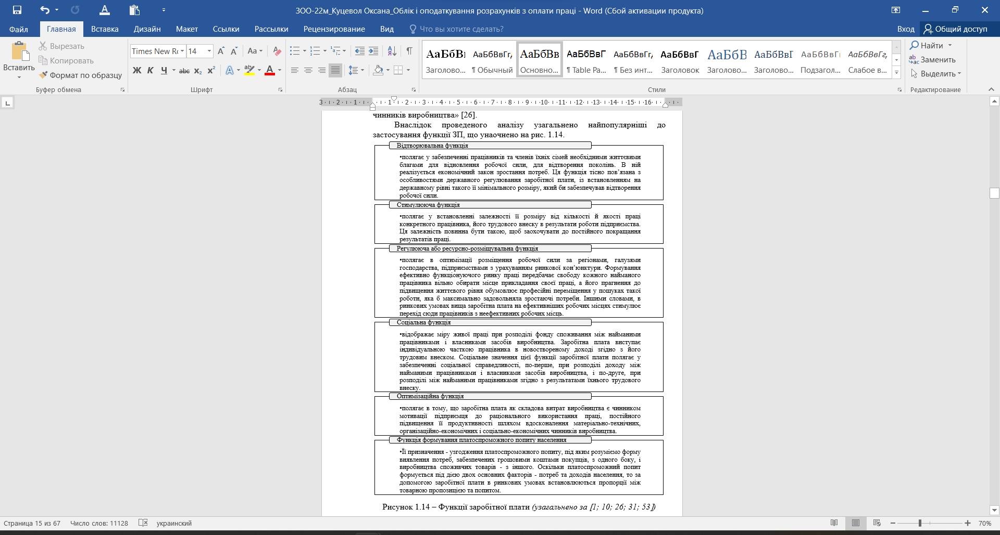 ЗОО-22м_Куцевол Оксана_Облік і оподаткування розрахунків з оплати праці - Word (Сбой активации продукта)
Файл Главная Вставка Дизайн Макет Ссылки Рассылки Рецензирование Вид Что вы хотите сделать? Вход Общий доступ
Вставить
Вырезать
Копировать
Формат по образцу
Буфер обмена
Times New Rc 14
Ж К Ч abc x₂ x²
Шрифт
Абзац
АаБбВ АаБбВвГг, АаБбВв АаБбВвГ АаБбВвГг, АаБбВвГ АаБбВ АаБбВвГ АаБбВвГг АаБбВвГг,
Заголово... ¶ Обычный Основно... ¶ Table Pa... ¶ Без инт... Заголовок Заголово... Заголово... Подзагол... Слабое в...
Стили
Найти
Заменить
Выделить
Редактирование
3 2 1 1 2 3 4 5 6 7 8 9 10 11 12 13 14 15 16
чинників виробництва» [26].
Внаслідок проведеного аналізу узагальнено найпопулярніші до
застосування функції ЗП, що унаочнено на рис. 1.14.
Відтворювальна функція
•полягає у забезпеченні працівників та членів їхніх сімей необхідними життєвими
благами для відновлення робочої сили, для відтворення поколінь. В ній
реалізується економічний закон зростання потреб. Ця функція тісно пов’язана з
особливостями державного регулювання заробітної плати, із встановленням на
державному рівні такого її мінімального розміру, який би забезпечував відтворення
робочої сили.
Стимулююча функція
•полягає у встановленні залежності її розміру від кількості й якості праці
конкретного працівника, його трудового внеску в результати роботи підприємства.
Ця залежність повинна бути такою, щоб заохочувати до постійного покращання
результатів праці.
Регулююча або ресурсно-розміщувальна функція
•полягає в оптимізації розміщення робочої сили за регіонами, галузями
господарства, підприємствами з урахуванням ринкової кон’юнктури. Формування
ефективно функціонуючого ринку праці передбачає свободу кожного найманого
працівника вільно обирати місце прикладання своєї праці, а його прагнення до
підвищення життєвого рівня обумовлює професійні переміщення у пошуках такої
роботи, яка б максимально задовольняла зростаючі потреби. Іншими словами, в
ринкових умовах вища заробітна плата на ефективніших робочих місцях стимулює
перехід сюди працівників з неефективних робочих місць.
Соціальна функція
•відображає міру живої праці при розподілі фонду споживання між найманими
працівниками і власниками засобів виробництва. Заробітна плата виступає
індивідуальною часткою працівника в новоствореному доході згідно з його
трудовим внеском. Соціальне значення цієї функції заробітної плати полягає у
забезпеченні соціальної справедливості, по-перше, при розподілі доходу між
найманими працівниками і власниками засобів виробництва, і по-друге, при
розподілі між найманими працівниками згідно з результатами їхнього трудового
внеску.
Оптимізаційна функція
•полягає в тому, що заробітна плата як складова витрат виробництва є чинником
мотивації підприємця до раціонального використання праці, постійного
підвищення її продуктивності шляхом вдосконалення матеріально-технічних,
організаційно-економічних і соціально-економічних чинників виробництва.
Функція формування платоспроможного попиту населення
•Її призначення - узгодження платоспроможного попиту, під яким розуміємо форму
виявлення потреб, забезпечених грошовими коштами покупців, з одного боку, і
виробництва споживчих товарів - з іншого. Оскільки платоспроможний попит
формується під дією двох основних факторів - потреб та доходів населення, то за
допомогою заробітної плати в ринкових умовах встановлюються пропорції між
товарною пропозицією та попитом.
Рисунок 1.14 – Функції заробітної плати (узагальнено за [1; 10; 26; 31; 53])
Страница 15 из 67 Число слов: 11128 украинский 70%